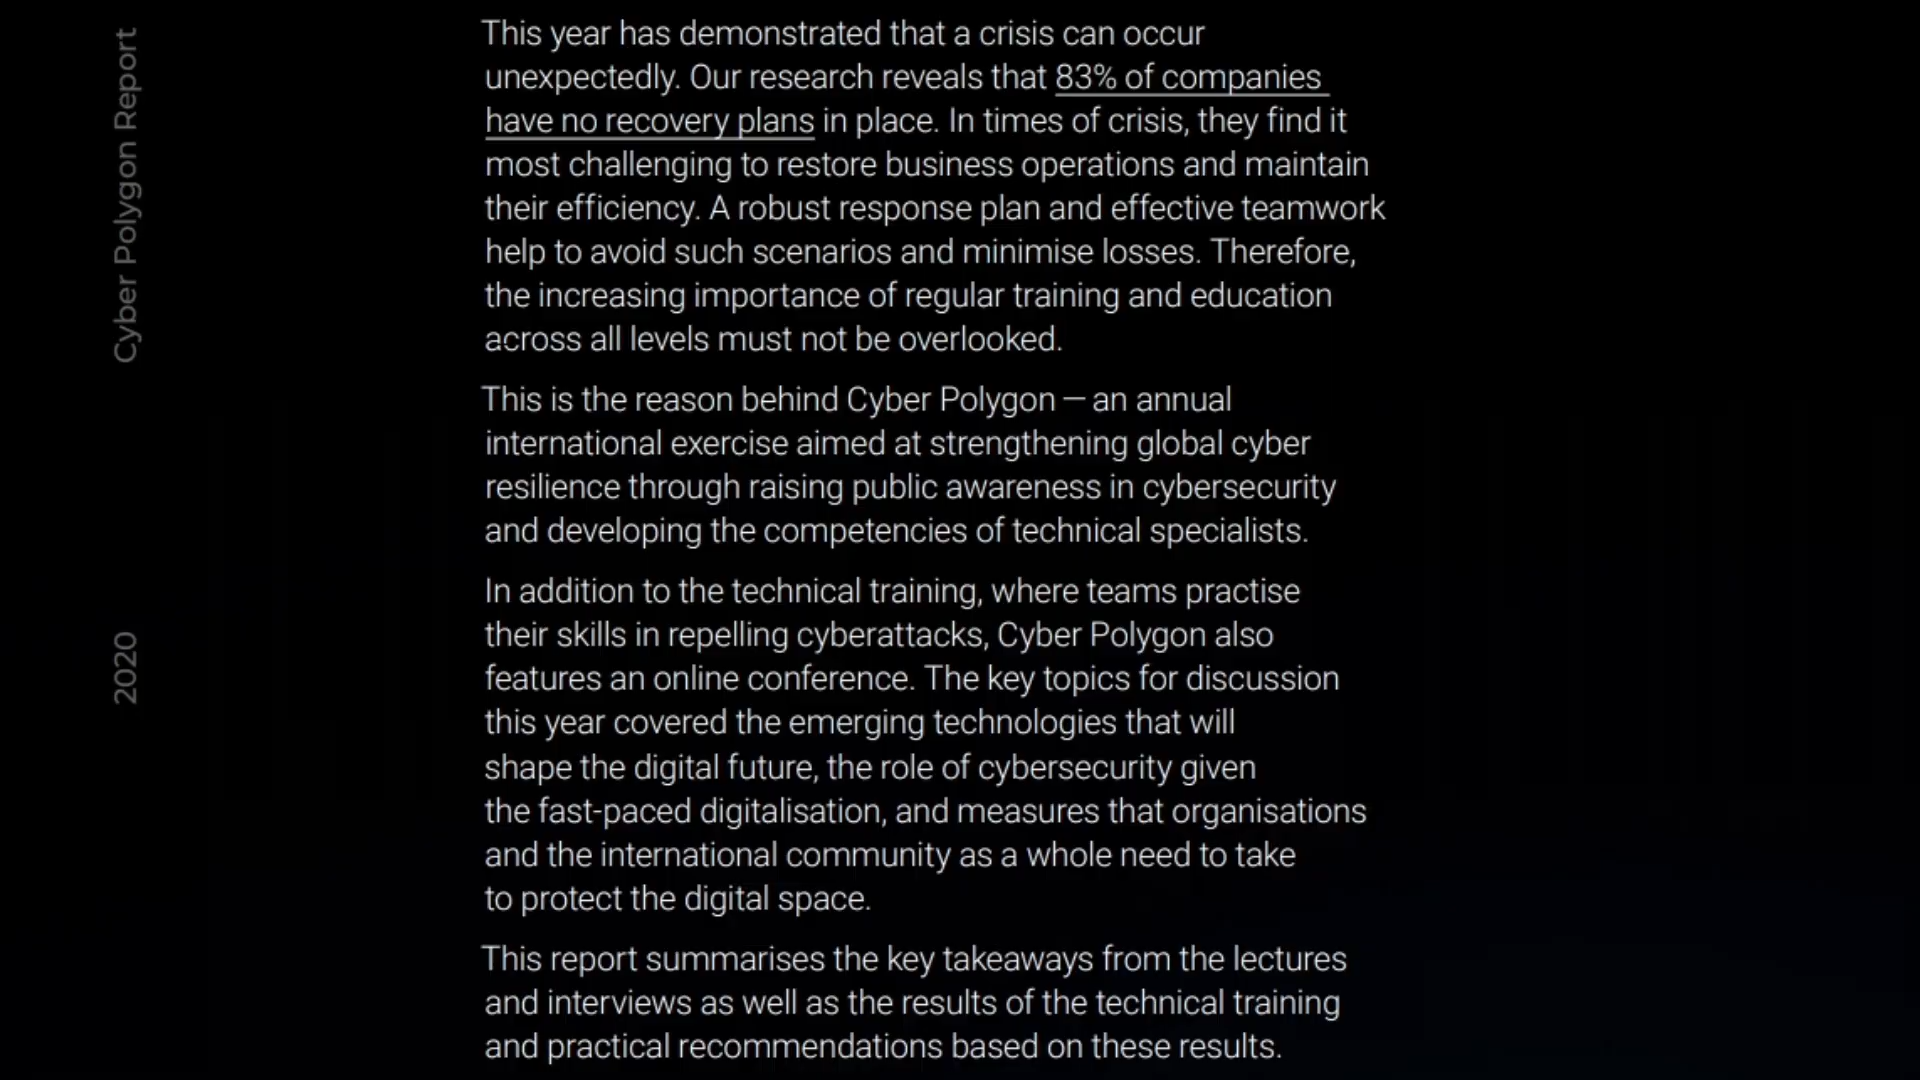 Cyber Polygon Report
2020
This year has demonstrated that a crisis can occur
unexpectedly. Our research reveals that 83% of companies
have no recovery plans in place. In times of crisis, they find it
most challenging to restore business operations and maintain
their efficiency. A robust response plan and effective teamwork
help to avoid such scenarios and minimise losses. Therefore,
the increasing importance of regular training and education
across all levels must not be overlooked.
This is the reason behind Cyber Polygon — an annual
international exercise aimed at strengthening global cyber
resilience through raising public awareness in cybersecurity
and developing the competencies of technical specialists.
In addition to the technical training, where teams practise
their skills in repelling cyberattacks, Cyber Polygon also
features an online conference. The key topics for discussion
this year covered the emerging technologies that will
shape the digital future, the role of cybersecurity given
the fast-paced digitalisation, and measures that organisations
and the international community as a whole need to take
to protect the digital space.
This report summarises the key takeaways from the lectures
and interviews as well as the results of the technical training
and practical recommendations based on these results.